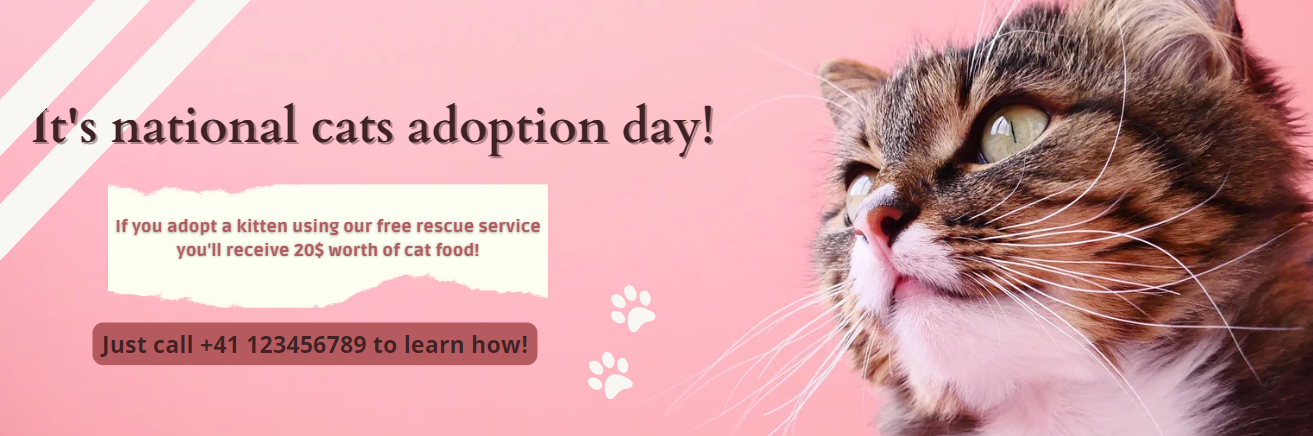 It's national cats adoption day!
If you adopt a kitten using our free rescue service
you'll receive 20$ worth of cat food!
Just call +41 123456789 to learn how!